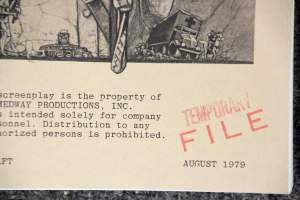 screenplay is the property of
MEDWAY PRODUCTIONS, INC.
s intended solely for company
sonnel. Distribution to any
horized persons is prohibited.
TEMPORARY
FILE
AFT
AUGUST 1979